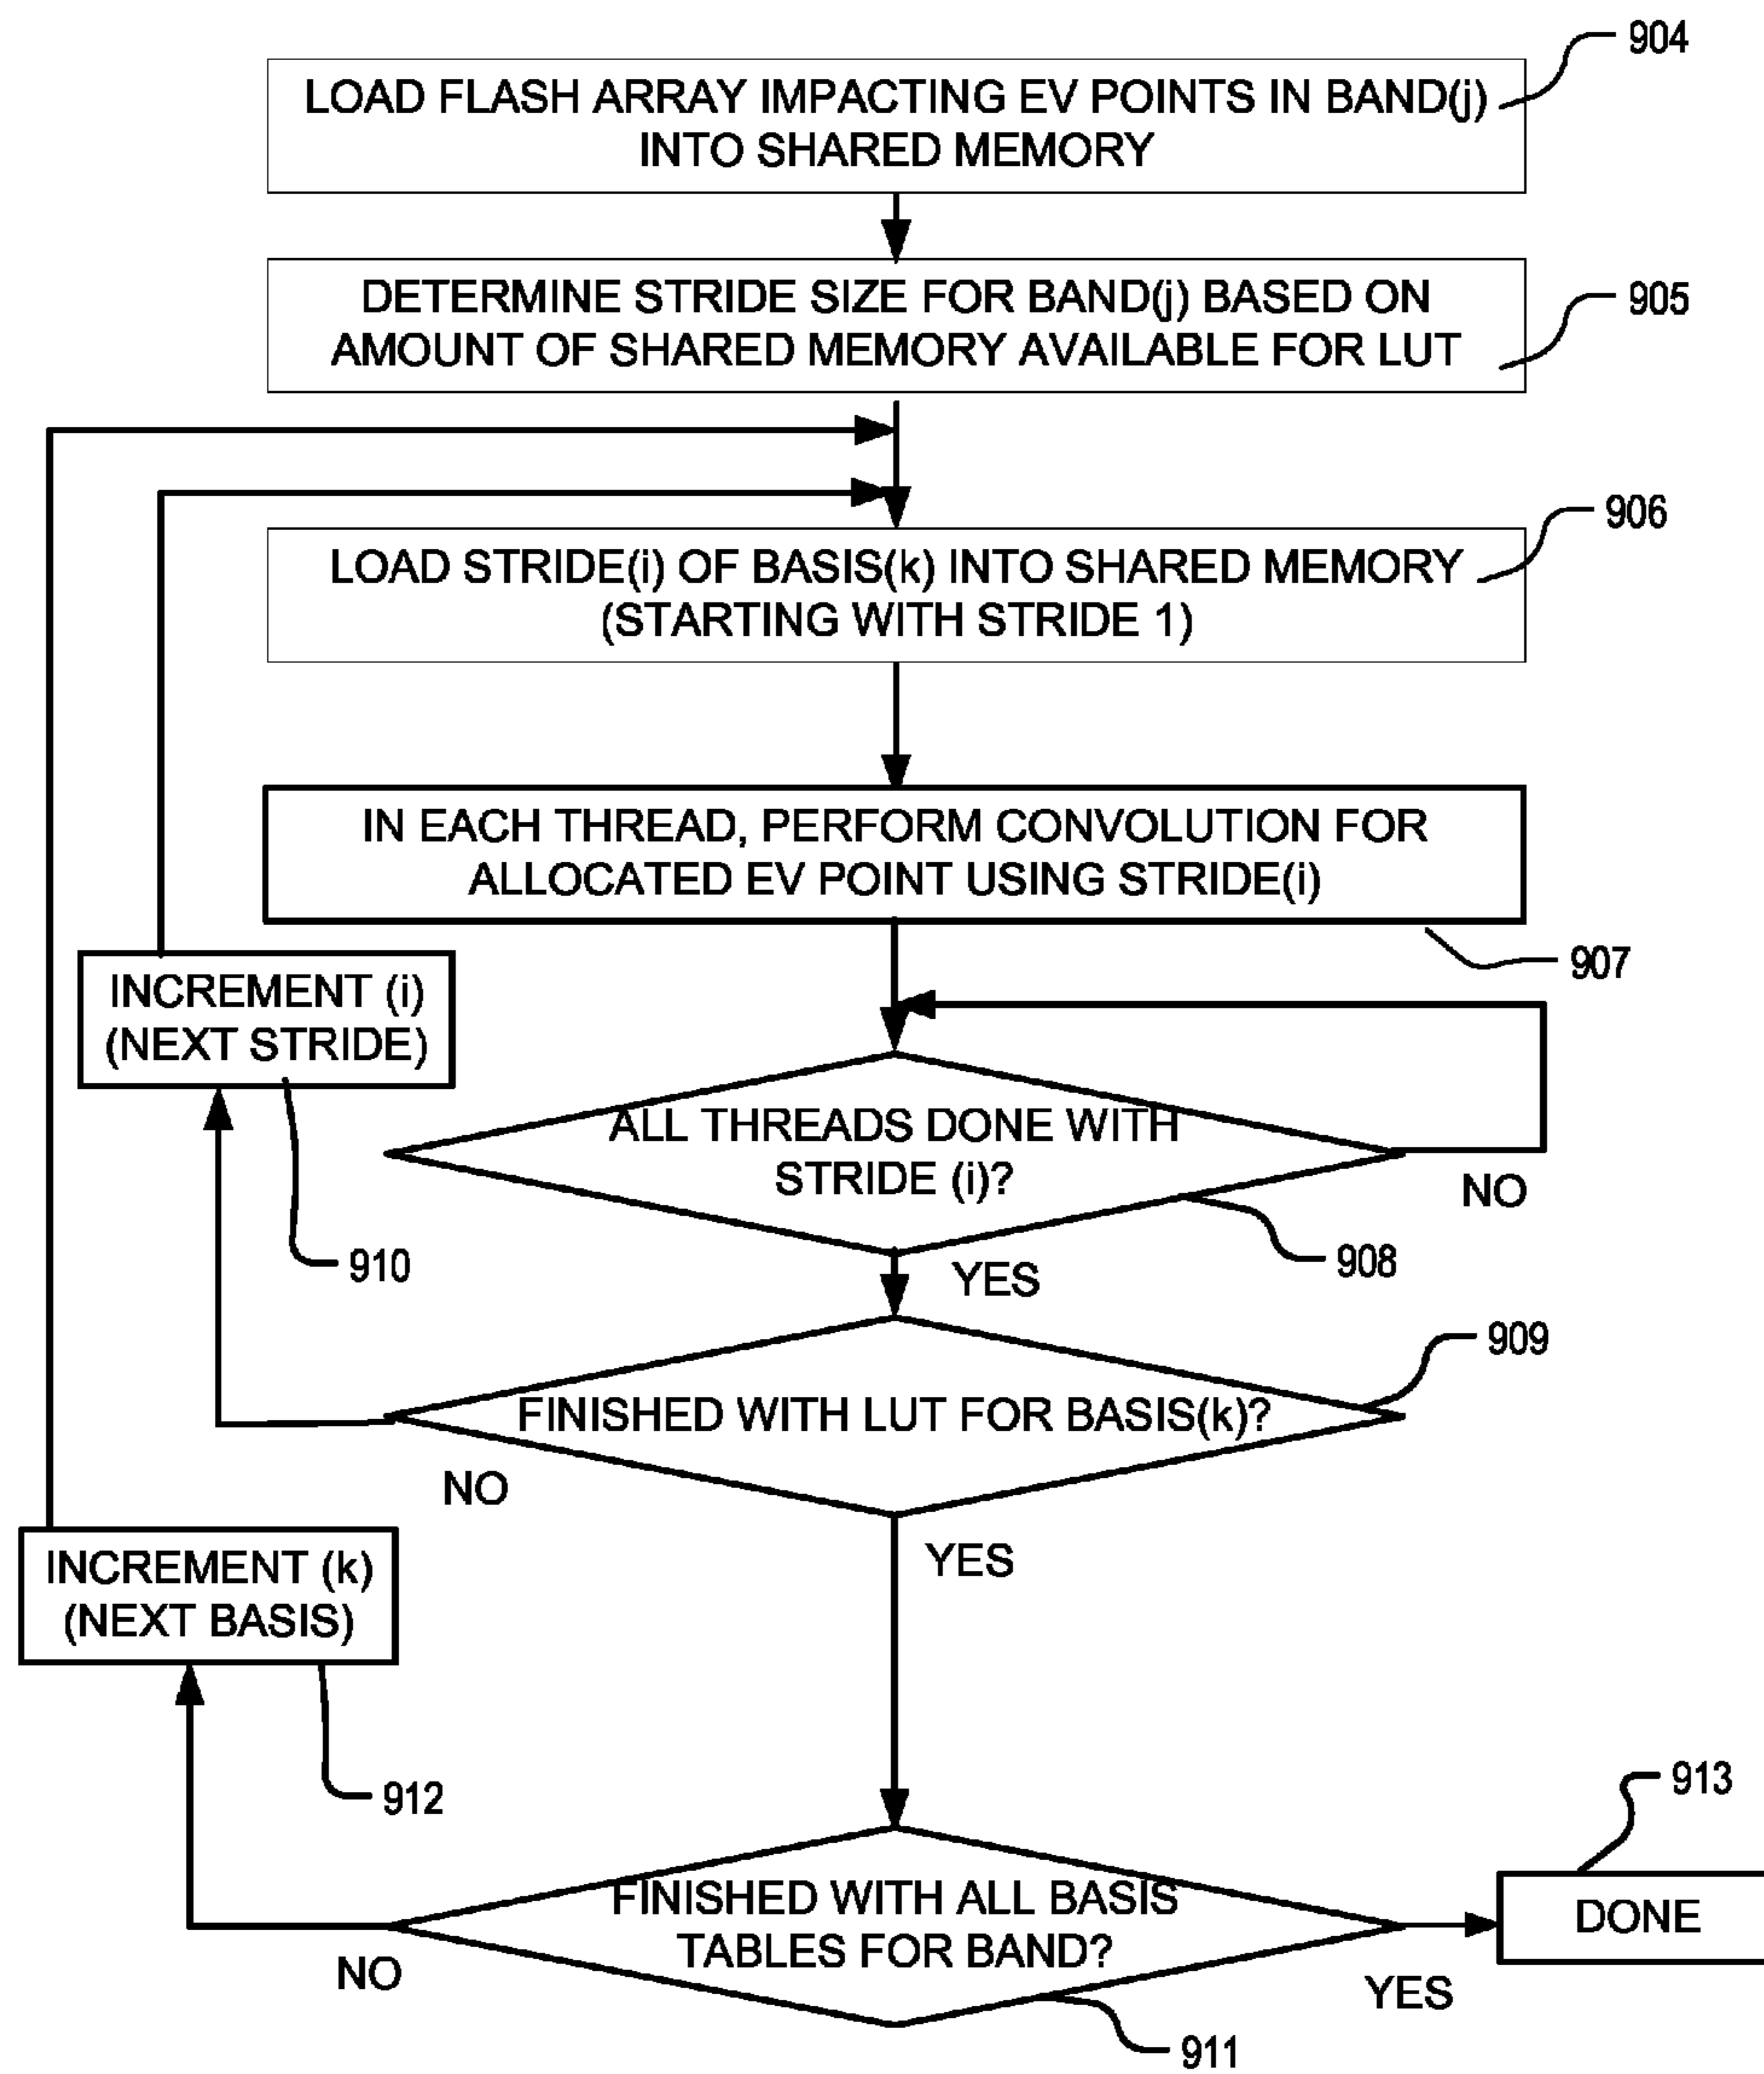 904
LOAD FLASH ARRAY IMPACTING EV POINTS IN BAND(j)
INTO SHARED MEMORY
DETERMINE STRIDE SIZE FOR BAND(j) BASED ON
AMOUNT OF SHARED MEMORY AVAILABLE FOR LUT
905
906
LOAD STRIDE(i) OF BASIS(k) INTO SHARED MEMORY
(STARTING WITH STRIDE 1)
IN EACH THREAD, PERFORM CONVOLUTION FOR
ALLOCATED EV POINT USING STRIDE(i)
907
INCREMENT (i)
(NEXT STRIDE)
910
ALL THREADS DONE WITH
STRIDE (i)?
NO
908
YES
909
FINISHED WITH LUT FOR BASIS(k)?
NO
YES
INCREMENT (k)
(NEXT BASIS)
912
913
FINISHED WITH ALL BASIS
TABLES FOR BAND?
DONE
NO
YES
911